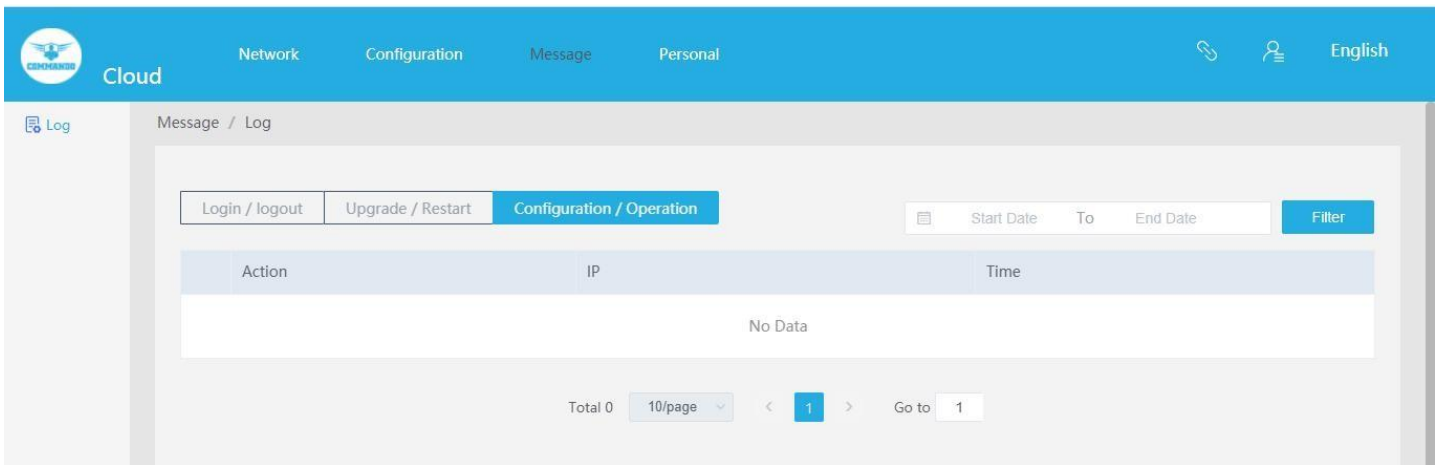 COMMANDO
Cloud
Network Configuration Message Personal English
Log
Message / Log
Login / logout Upgrade / Restart Configuration / Operation
Start Date To End Date Filter
Action IP Time
No Data
Total 0 10/page < 1 > Go to 1